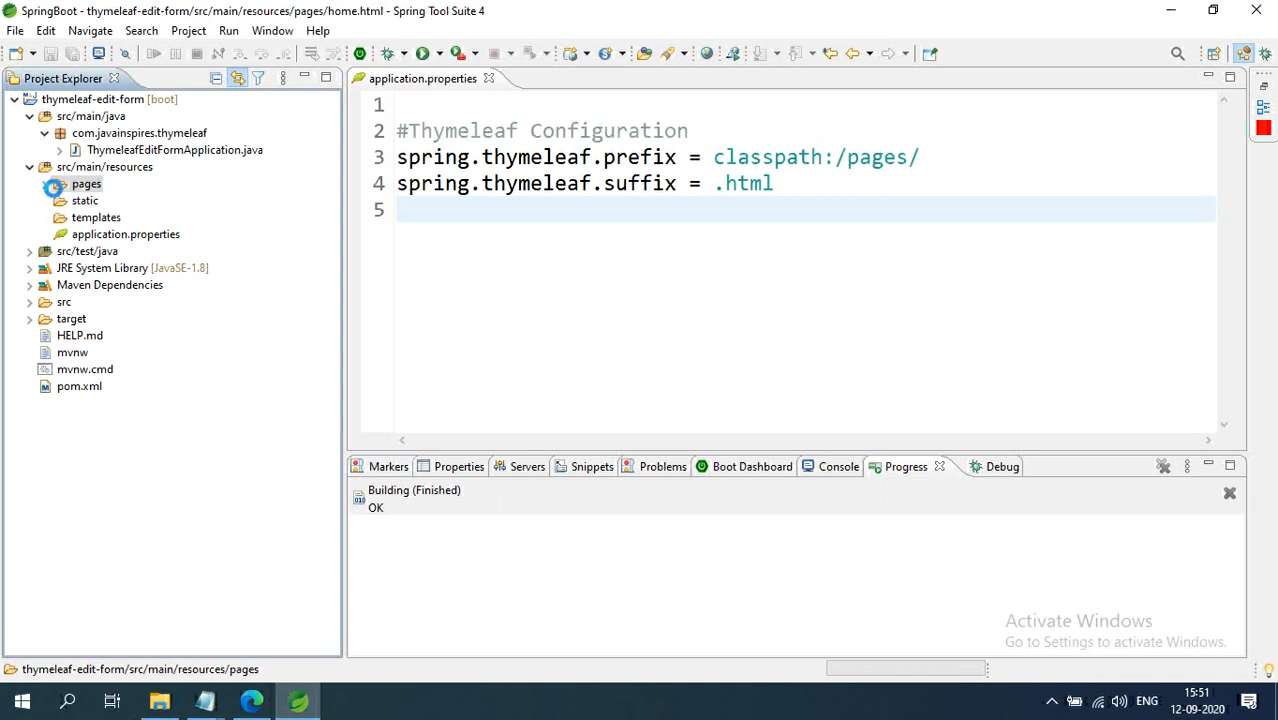 SpringBoot - thymeleaf-edit-form/src/main/resources/pages/home.html - Spring Tool Suite 4
File Edit Navigate Search Project Run Window Help
Project Explorer
application.properties
thymeleaf-edit-form [boot]
src/main/java
com.javainspires.thymeleaf
ThymeleafEditFormApplication.java
src/main/resources
pages
static
templates
application.properties
src/test/java
JRE System Library [JavaSE-1.8]
Maven Dependencies
src
target
HELP.md
mvnw
mvnw.cmd
pom.xml
1
2 #Thymeleaf Configuration
3 spring.thymeleaf.prefix = classpath:/pages/
4 spring.thymeleaf.suffix = .html
5
Markers Properties Servers Snippets Problems Boot Dashboard Console Progress Debug
Building (Finished)
OK
Activate Windows
Go to Settings to activate Windows.
thymeleaf-edit-form/src/main/resources/pages
ENG
15:51
12-09-2020